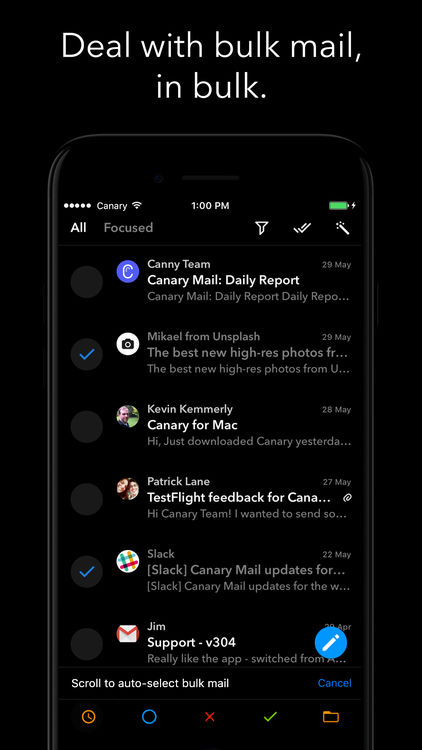 Deal with bulk mail,
in bulk.
Canary
1:00 PM
All Focused
Canny Team 29 May
Canary Mail: Daily Report
Canary Mail: Daily Report Daily Repo…
Mikael from Unsplash 29 May
The best new high-res photos fr…
The best new high-res photos from U…
Kevin Kemmerly 28 May
Canary for Mac
Hi, Just downloaded Canary yesterda…
Patrick Lane 27 May
TestFlight feedback for Cana…
Hi Canary Team! I wanted to send so…
Slack 22 May
[Slack] Canary Mail updates for…
[Slack] Canary Mail updates for the w…
Jim 20 Apr
Support - v304
Really like the app - switched from A…
Scroll to auto-select bulk mail Cancel